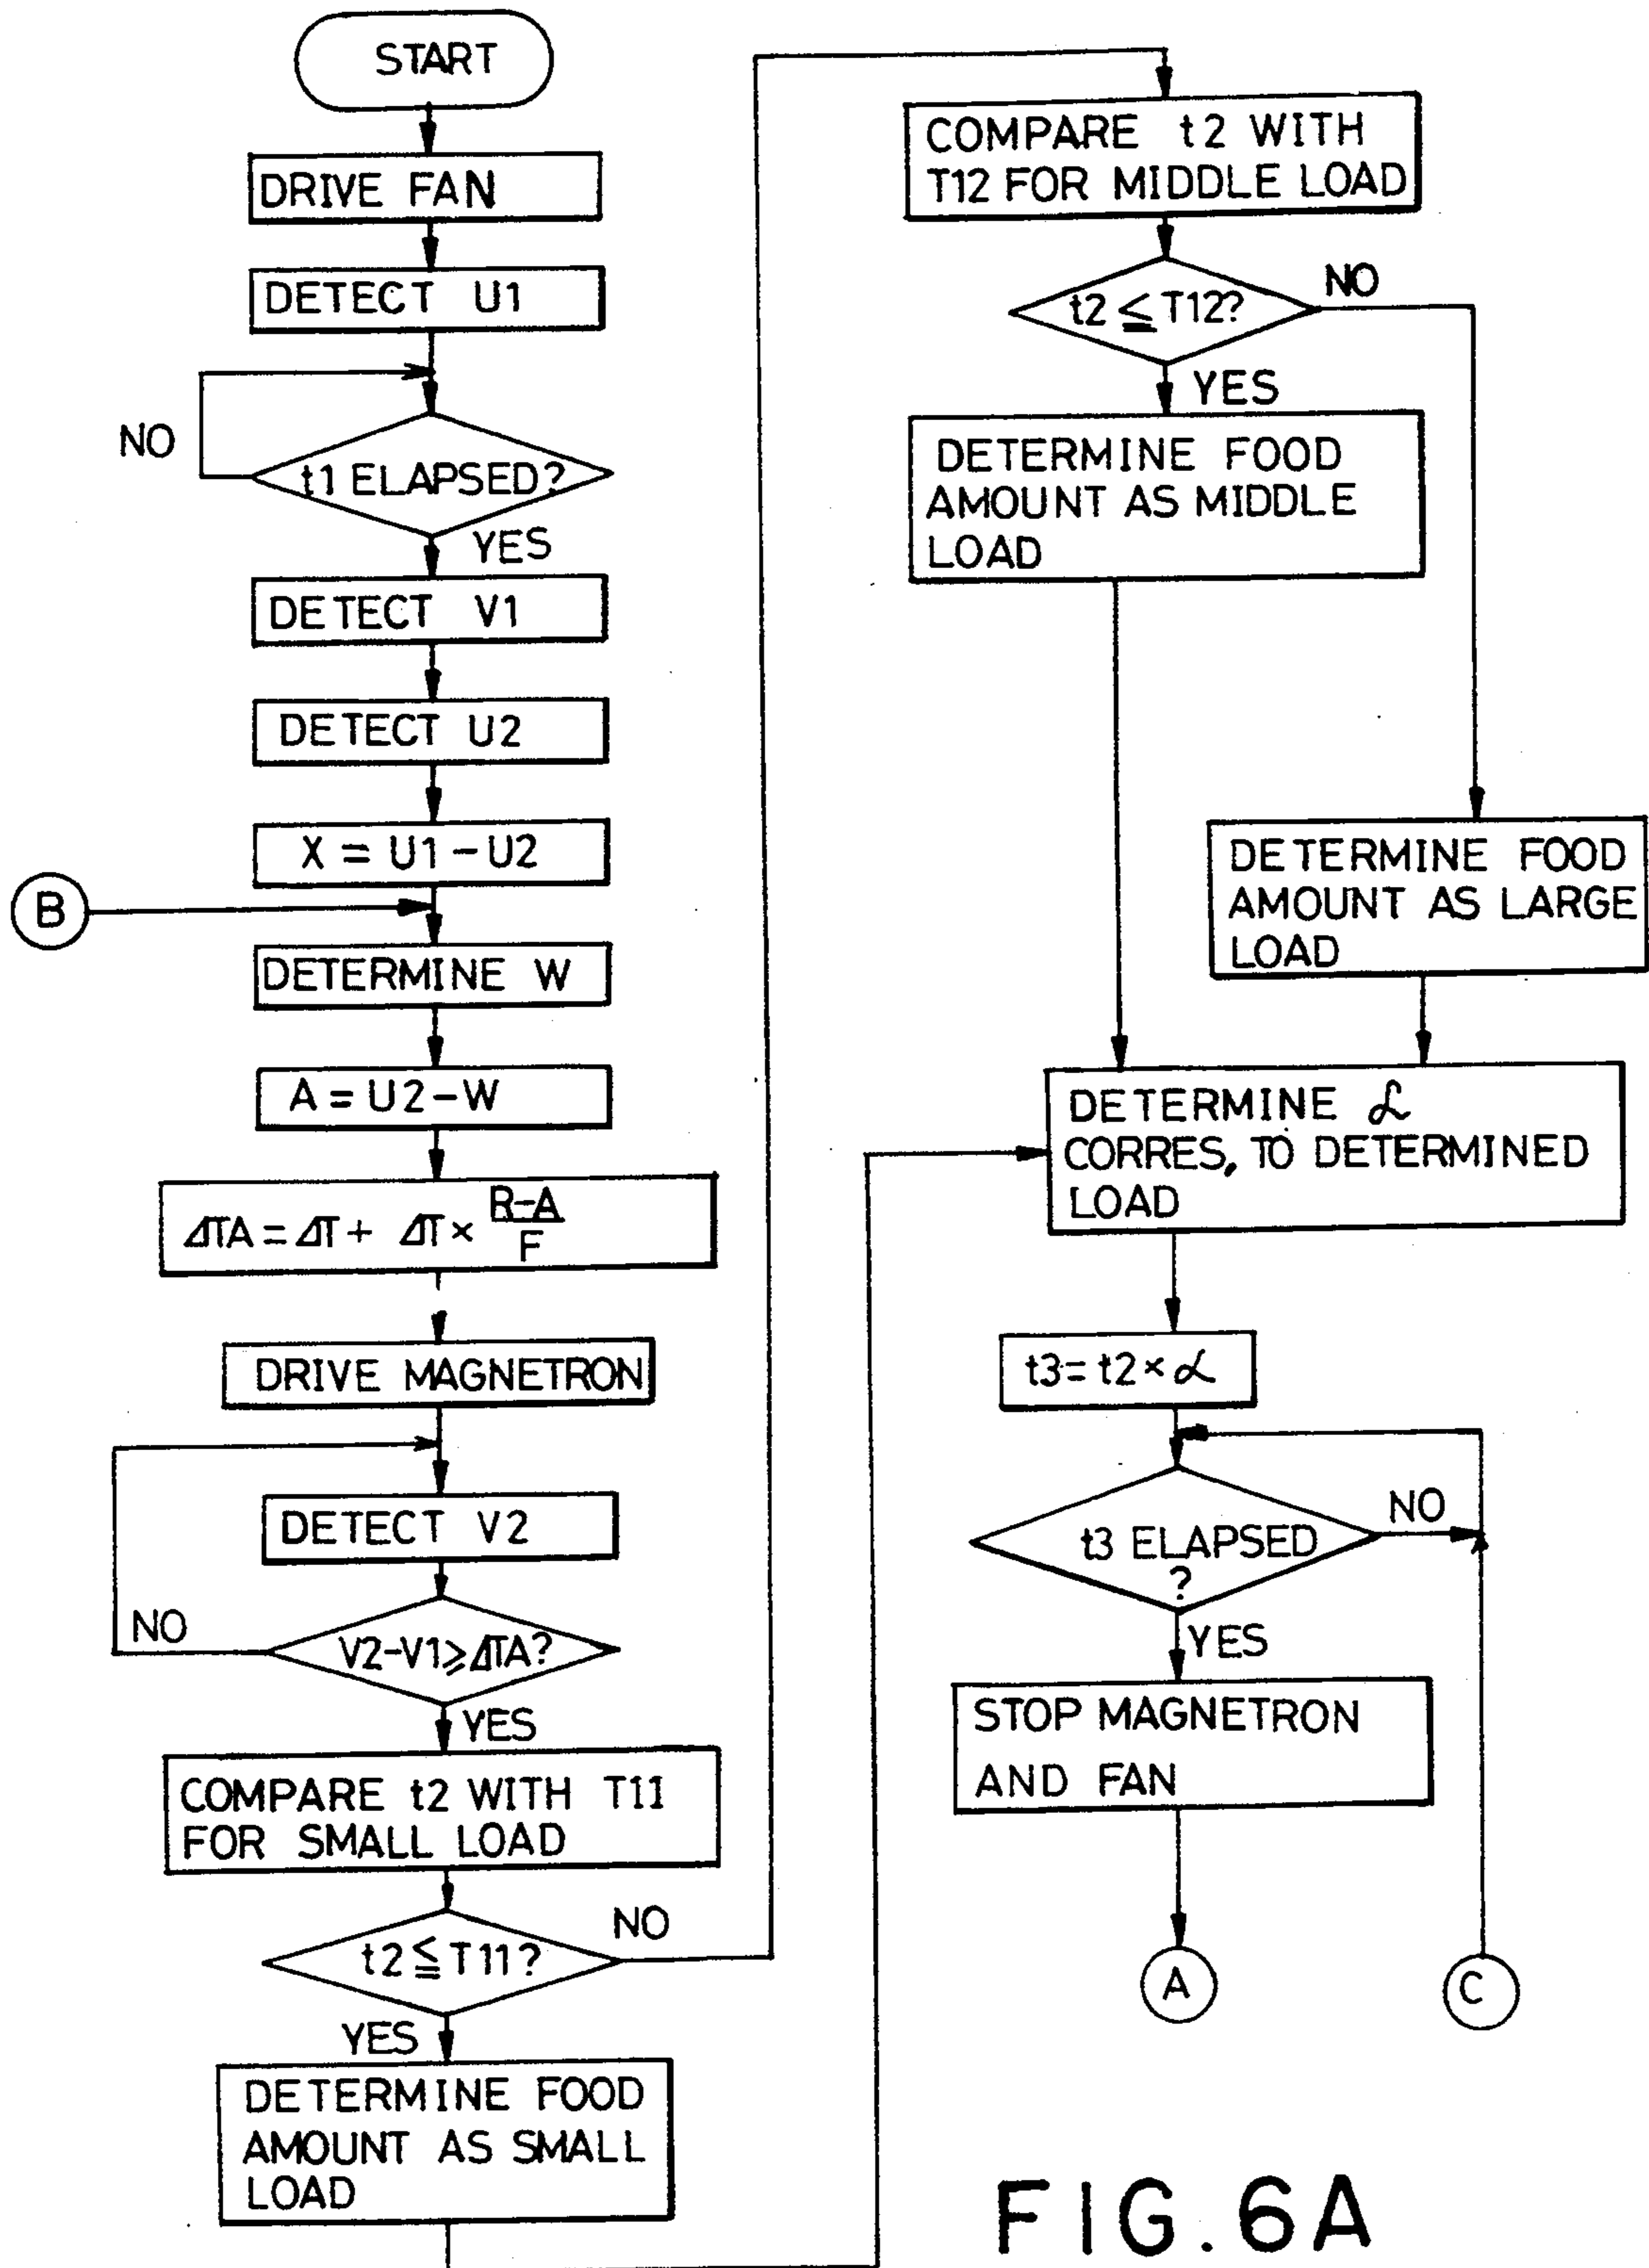 START
DRIVE FAN
DETECT U1
NO
t1 ELAPSED?
YES
DETECT V1
DETECT U2
X = U1 - U2
B
DETERMINE W
A = U2 - W
ΔTA = ΔT + ΔT × R-A
F
DRIVE MAGNETRON
DETECT V2
NO
V2-V1≥ΔTA?
YES
COMPARE t2 WITH T11
FOR SMALL LOAD
NO
t2 ≦ T11?
YES
DETERMINE FOOD
AMOUNT AS SMALL
LOAD
COMPARE t2 WITH
T12 FOR MIDDLE LOAD
NO
t2 ≦ T12?
YES
DETERMINE FOOD
AMOUNT AS MIDDLE
LOAD
DETERMINE FOOD
AMOUNT AS LARGE
LOAD
DETERMINE α
CORRES, TO DETERMINED
LOAD
t3 = t2 × α
NO
t3 ELAPSED
?
YES
STOP MAGNETRON
AND FAN
A
C
FIG. 6A